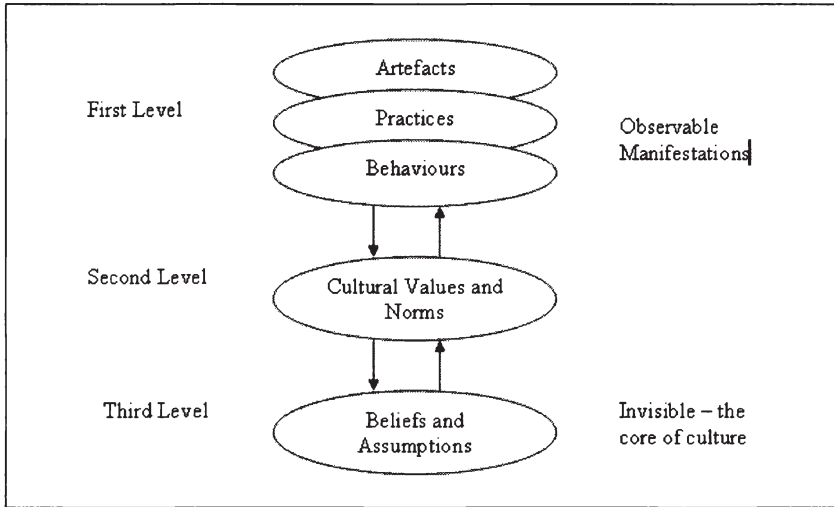 Artefacts
First Level
Practices
Observable
Manifestations
Behaviours
Second Level
Cultural Values and
Norms
Third Level
Beliefs and
Assumptions
Invisible – the
core of culture